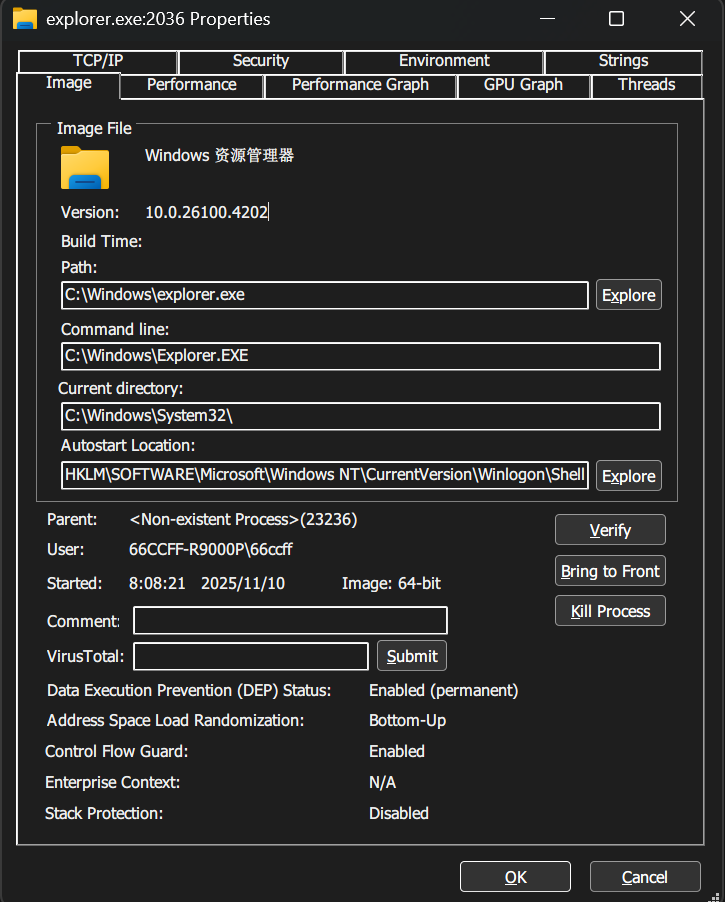 explorer.exe:2036 Properties
TCP/IP Security Environment Strings
Image Performance Performance Graph GPU Graph Threads
Image File
Windows 资源管理器
Version: 10.0.26100.4202
Build Time:
Path:
C:\Windows\explorer.exe Explore
Command line:
C:\Windows\Explorer.EXE
Current directory:
C:\Windows\System32\
Autostart Location:
HKLM\SOFTWARE\Microsoft\Windows NT\CurrentVersion\Winlogon\Shell Explore
Parent: <Non-existent Process>(23236)
Verify
User: 66CCFF-R9000P\66ccff
Bring to Front
Started: 8:08:21 2025/11/10 Image: 64-bit
Kill Process
Comment:
VirusTotal: Submit
Data Execution Prevention (DEP) Status: Enabled (permanent)
Address Space Load Randomization: Bottom-Up
Control Flow Guard: Enabled
Enterprise Context: N/A
Stack Protection: Disabled
OK Cancel